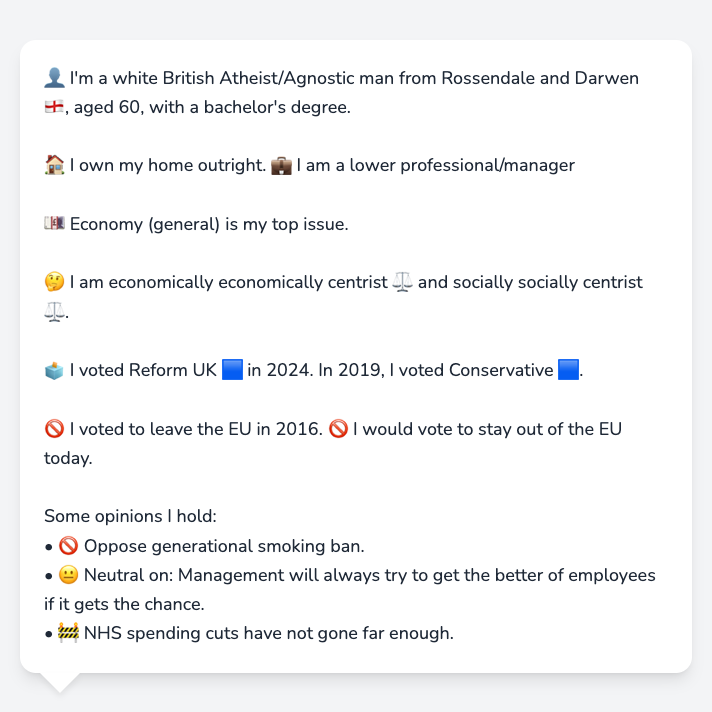 👤 I'm a white British Atheist/Agnostic man from Rossendale and Darwen
🏴󠁧󠁢󠁥󠁮󠁧󠁿, aged 60, with a bachelor's degree.
🏠 I own my home outright. 💼 I am a lower professional/manager
💷 Economy (general) is my top issue.
🤔 I am economically economically centrist ⚖️ and socially socially centrist
⚖️.
🗳️ I voted Reform UK 🟦 in 2024. In 2019, I voted Conservative 🟦.
🚫 I voted to leave the EU in 2016. 🚫 I would vote to stay out of the EU
today.
Some opinions I hold:
• 🚫 Oppose generational smoking ban.
• 😐 Neutral on: Management will always try to get the better of employees
if it gets the chance.
• 🚧 NHS spending cuts have not gone far enough.